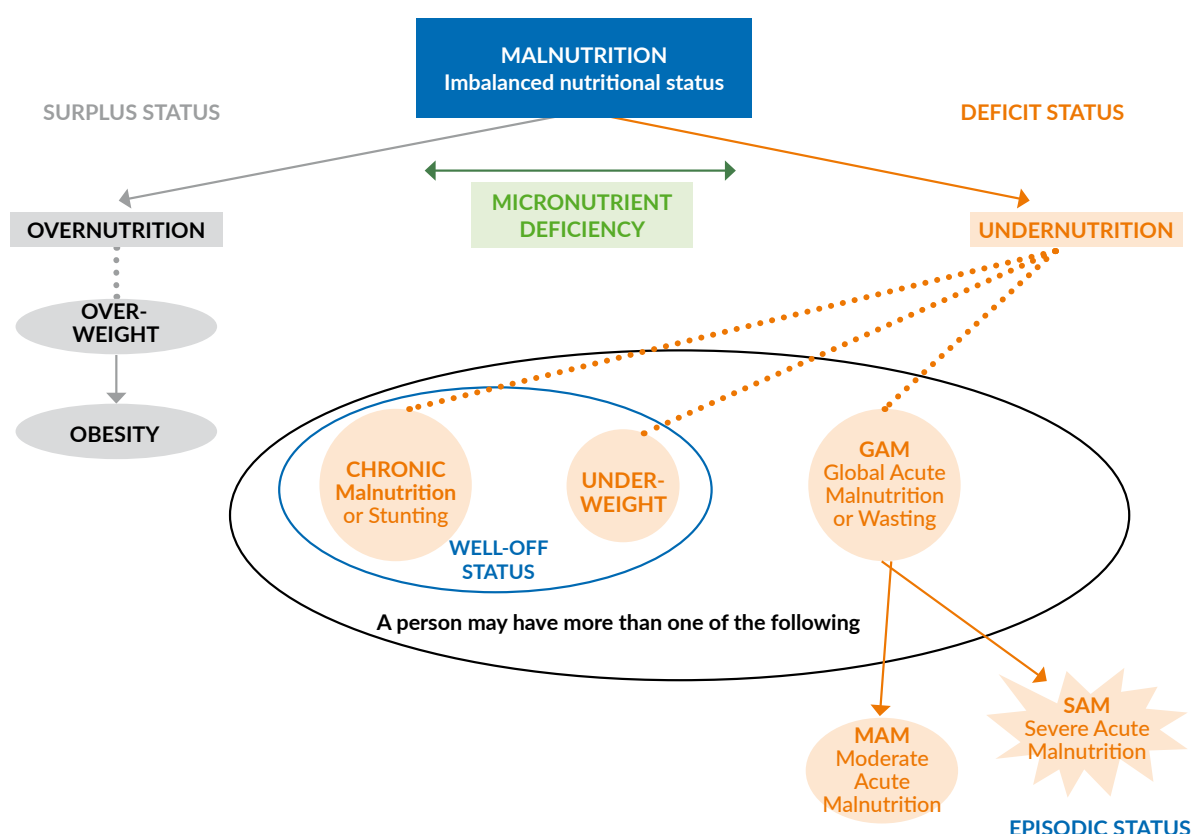 MALNUTRITION
Imbalanced nutritional status
SURPLUS STATUS
DEFICIT STATUS
MICRONUTRIENT
DEFICIENCY
OVERNUTRITION
UNDERNUTRITION
OVER-
WEIGHT
OBESITY
CHRONIC
Malnutrition
or Stunting
UNDER-
WEIGHT
GAM
Global Acute
Malnutrition
or Wasting
WELL-OFF
STATUS
A person may have more than one of the following
MAM
Moderate
Acute
Malnutrition
SAM
Severe Acute
Malnutrition
EPISODIC STATUS